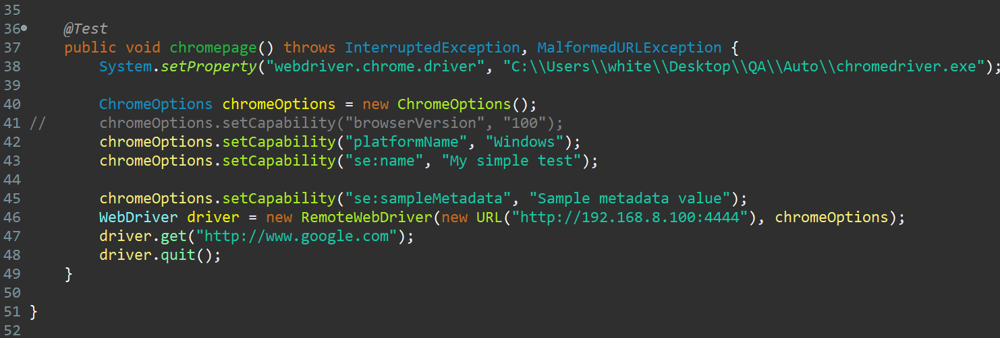 35
36 @Test
37 public void chromepage() throws InterruptedException, MalformedURLException {
38 System.setProperty("webdriver.chrome.driver", "C:\\Users\\white\\Desktop\\QA\\Auto\\chromedriver.exe");
39
40 ChromeOptions chromeOptions = new ChromeOptions();
41 // chromeOptions.setCapability("browserVersion", "100");
42 chromeOptions.setCapability("platformName", "Windows");
43 chromeOptions.setCapability("se:name", "My simple test");
44
45 chromeOptions.setCapability("se:sampleMetadata", "Sample metadata value");
46 WebDriver driver = new RemoteWebDriver(new URL("http://192.168.8.100:4444"), chromeOptions);
47 driver.get("http://www.google.com");
48 driver.quit();
49 }
50
51 }
52